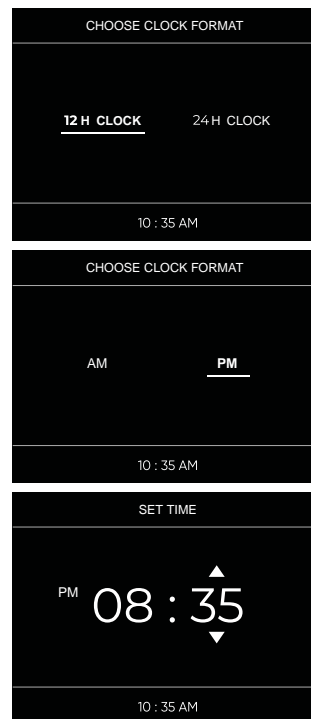 CHOOSE CLOCK FORMAT
12 H CLOCK 24 H CLOCK
10 : 35 AM
CHOOSE CLOCK FORMAT
AM PM
10 : 35 AM
SET TIME
PM 08 : 35
10 : 35 AM